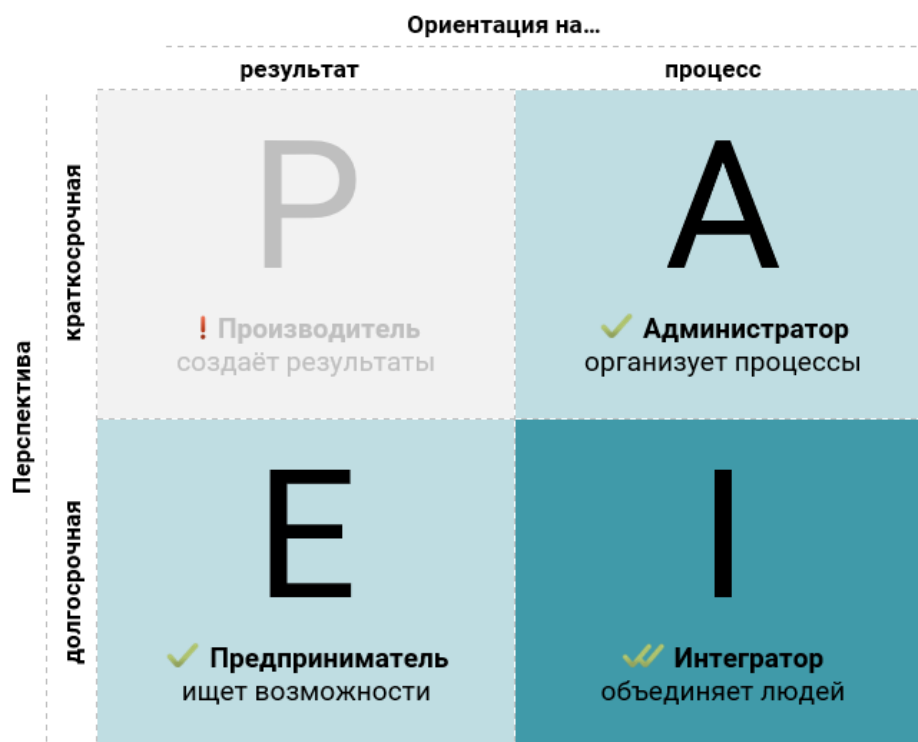 Ориентация на...
результат
процесс
Перспектива
краткосрочная
P
Производитель
создаёт результаты
A
Администратор
организует процессы
долгосрочная
E
Предприниматель
ищет возможности
I
Интегратор
объединяет людей